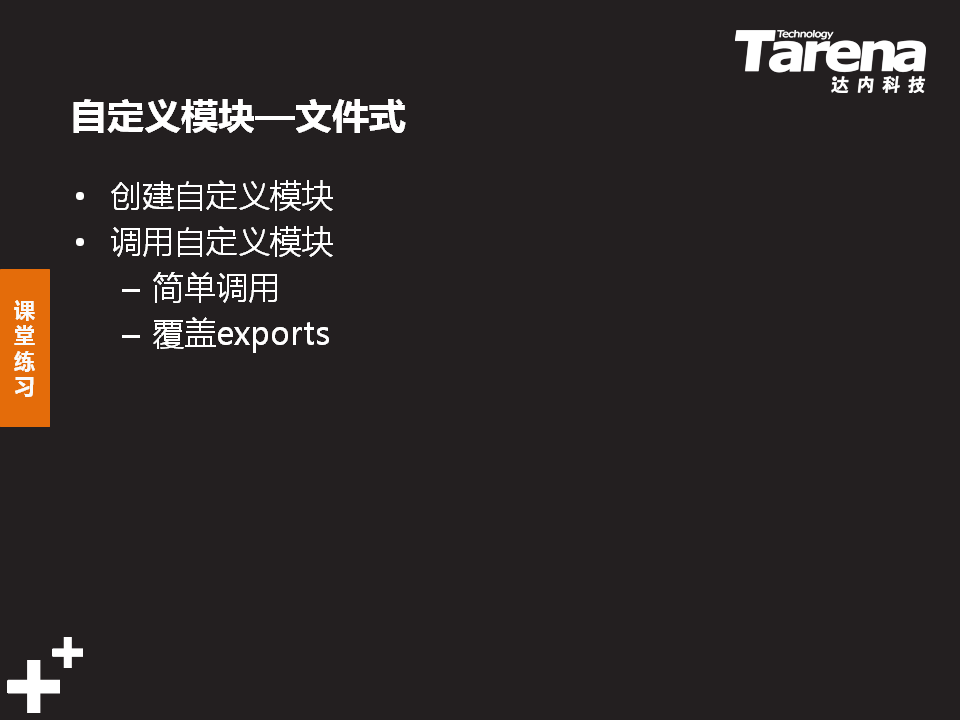 Technology
Tarena
达内科技
自定义模块—文件式
• 创建自定义模块
• 调用自定义模块
– 简单调用
– 覆盖exports
课堂练习